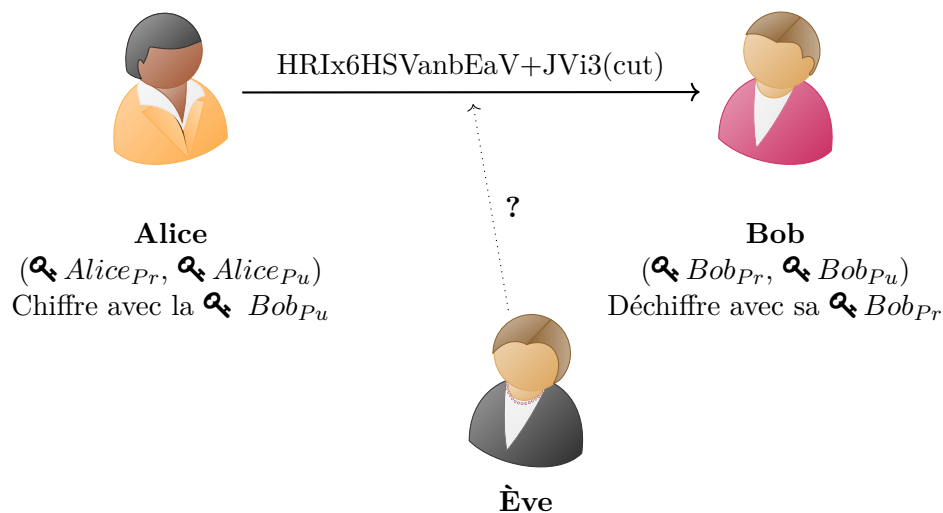 HRIx6HSVanbEaV+JVi3(cut)
?
Alice
(Alice_Pr, Alice_Pu)
Chiffre avec la Bob_Pu
Bob
(Bob_Pr, Bob_Pu)
Déchiffre avec sa Bob_Pr
Ève